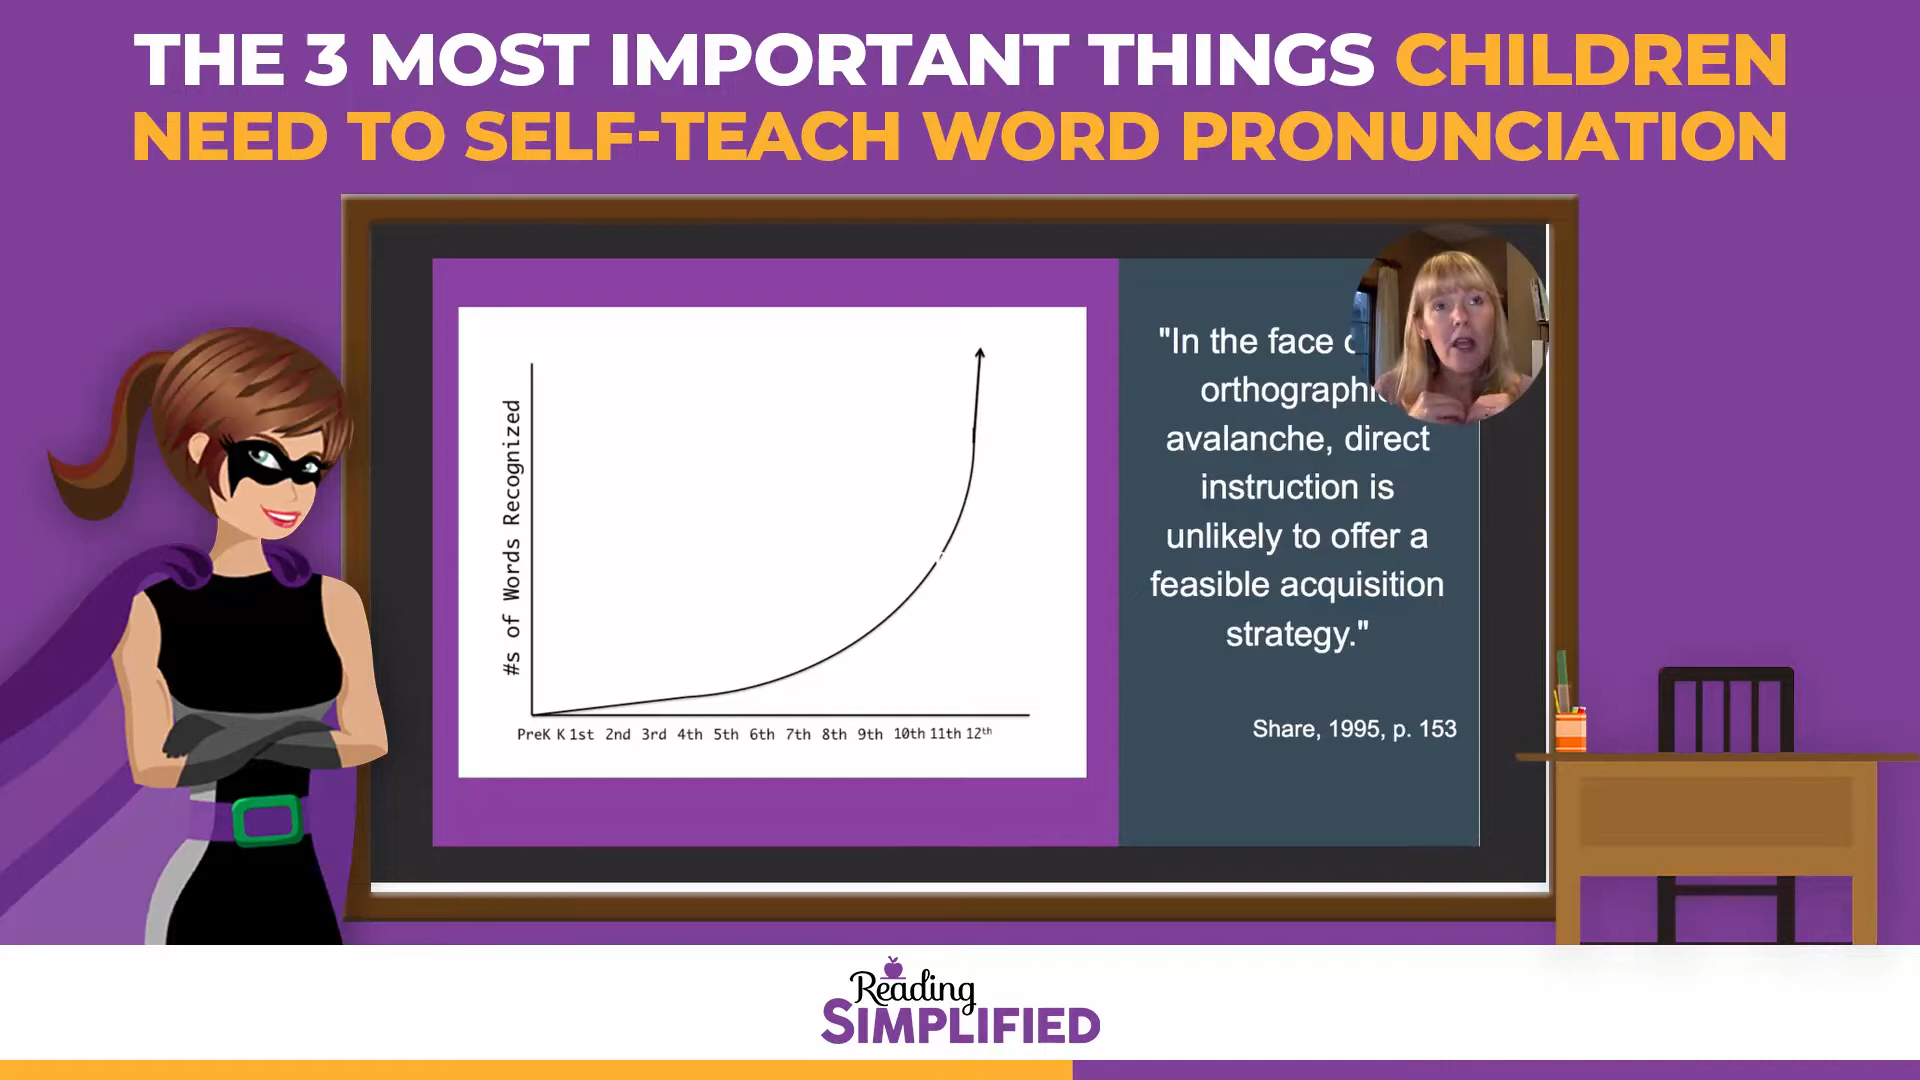 THE 3 MOST IMPORTANT THINGS CHILDREN
NEED TO SELF-TEACH WORD PRONUNCIATION
#s of Words Recognized
PreK K 1st 2nd 3rd 4th 5th 6th 7th 8th 9th 10th 11th 12th
"In the face
orthographic
avalanche, direct
instruction is
unlikely to offer a
feasible acquisition
strategy."
Share, 1995, p. 153
Reading
SIMPLIFIED